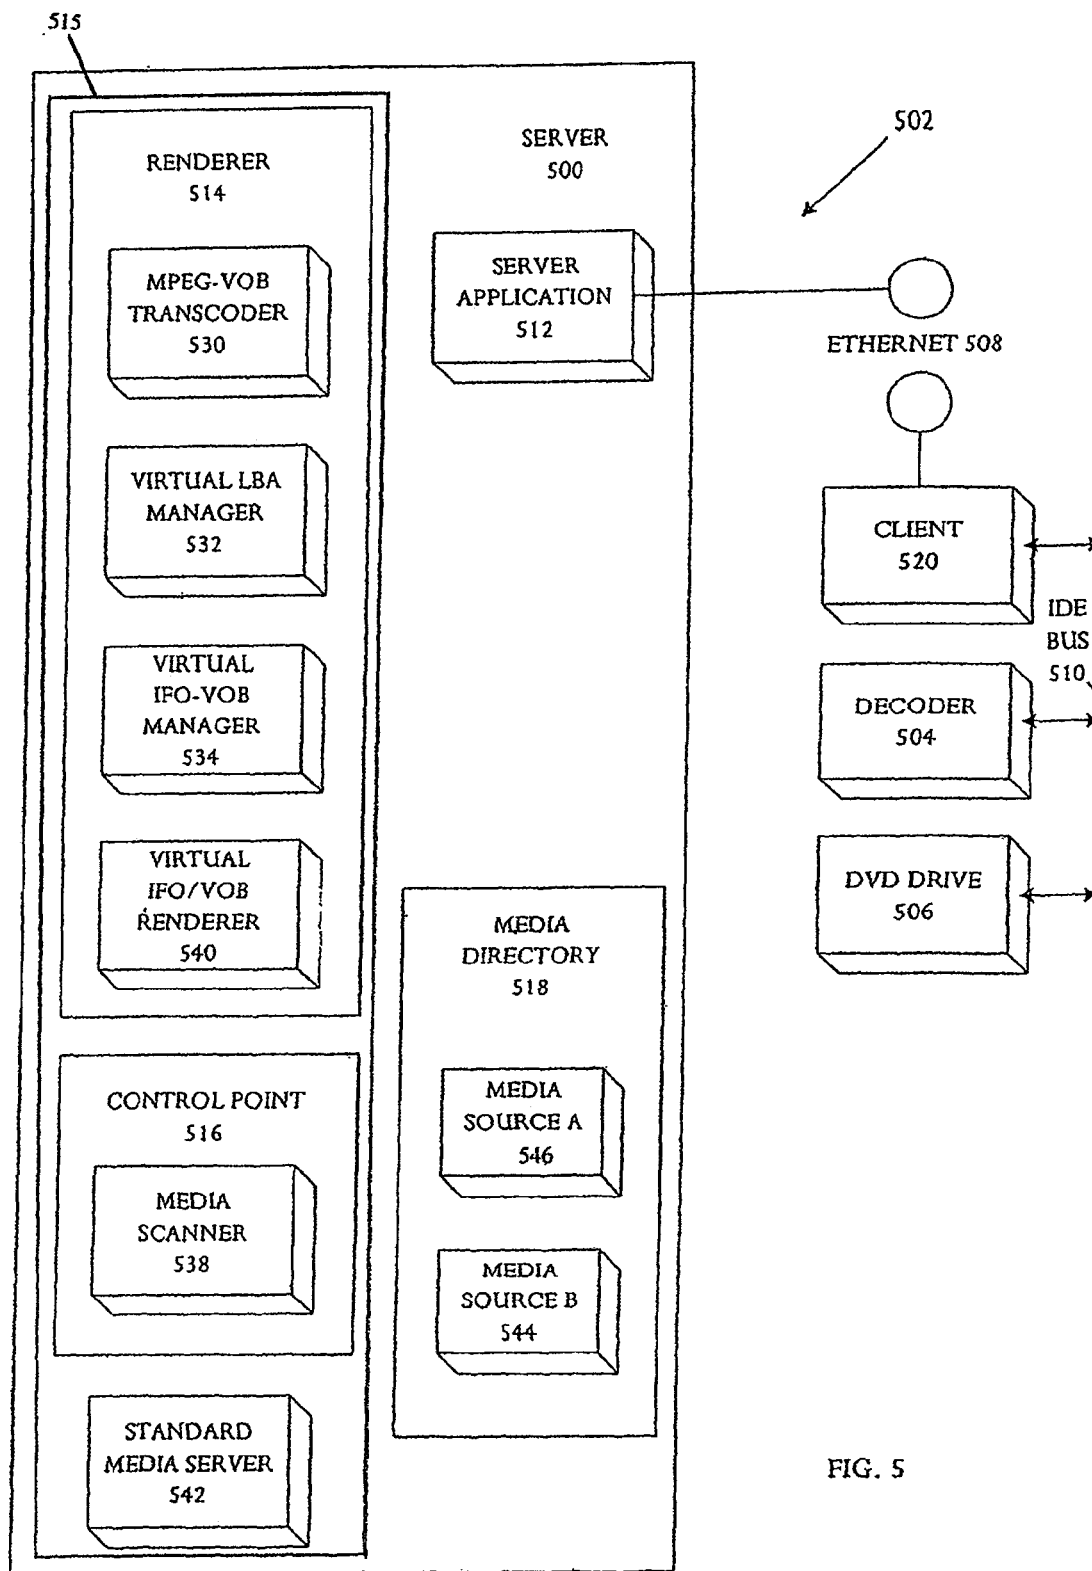 515
RENDERER
514
MPEG-VOB
TRANSCODER
530
VIRTUAL LBA
MANAGER
532
VIRTUAL
IFO-VOB
MANAGER
534
VIRTUAL
IFO/VOB
RENDERER
540
CONTROL POINT
516
MEDIA
SCANNER
538
STANDARD
MEDIA SERVER
542
SERVER
500
SERVER
APPLICATION
512
MEDIA
DIRECTORY
518
MEDIA
SOURCE A
546
MEDIA
SOURCE B
544
502
ETHERNET 508
CLIENT
520
IDE
BUS
510
DECODER
504
DVD DRIVE
506
FIG. 5